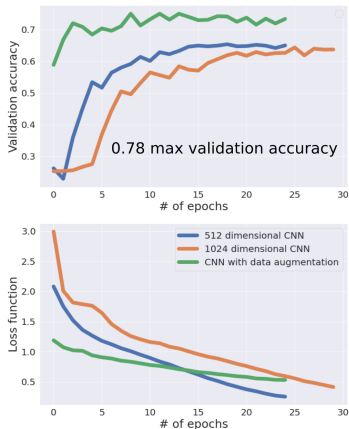 Validation accuracy
0.7
0.6
0.5
0.4
0.3
0.78 max validation accuracy
0 5 10 15 20 25 30
# of epochs
Loss function
3.0
2.5
2.0
1.5
1.0
0.5
512 dimensional CNN
1024 dimensional CNN
CNN with data augmentation
0 5 10 15 20 25 30
# of epochs